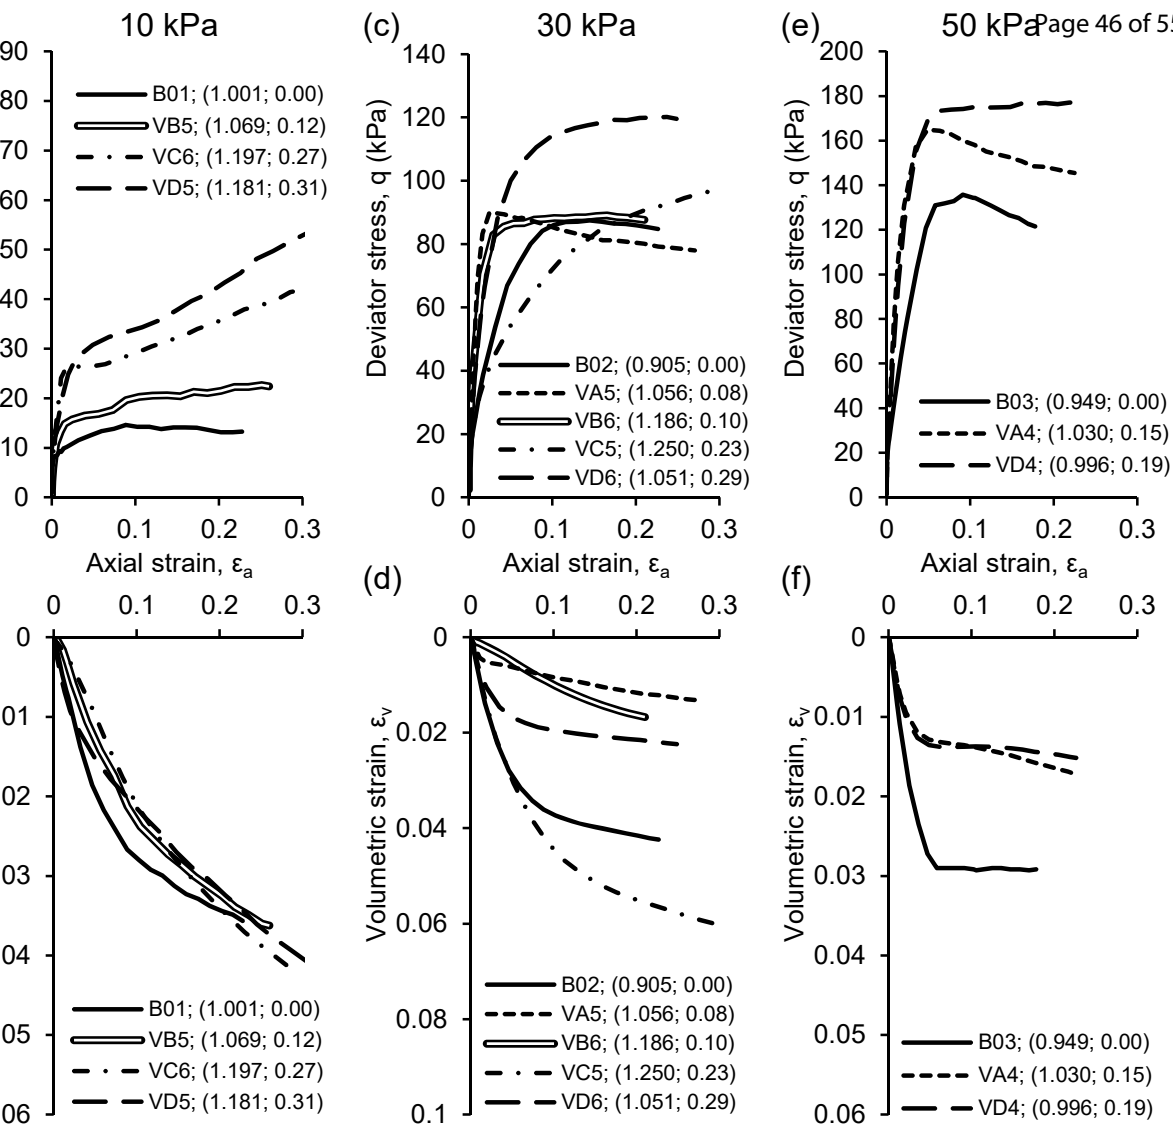 10 kPa
(c)
30 kPa
(e)
50 kPa
Page 46 of 5
90
80
70
60
50
40
30
20
10
0
B01; (1.001; 0.00)
VB5; (1.069; 0.12)
VC6; (1.197; 0.27)
VD5; (1.181; 0.31)
0 0.1 0.2 0.3
Axial strain, εa
Deviator stress, q (kPa)
140
120
100
80
60
40
20
0
B02; (0.905; 0.00)
VA5; (1.056; 0.08)
VB6; (1.186; 0.10)
VC5; (1.250; 0.23)
VD6; (1.051; 0.29)
0 0.1 0.2 0.3
Axial strain, εa
Deviator stress, q (kPa)
200
180
160
140
120
100
80
60
40
20
0
B03; (0.949; 0.00)
VA4; (1.030; 0.15)
VD4; (0.996; 0.19)
0 0.1 0.2 0.3
Axial strain, εa
0 0.1 0.2 0.3
0
01
02
03
04
05
06
B01; (1.001; 0.00)
VB5; (1.069; 0.12)
VC6; (1.197; 0.27)
VD5; (1.181; 0.31)
(d)
0 0.1 0.2 0.3
Volumetric strain, εv
0
0.02
0.04
0.06
0.08
0.1
B02; (0.905; 0.00)
VA5; (1.056; 0.08)
VB6; (1.186; 0.10)
VC5; (1.250; 0.23)
VD6; (1.051; 0.29)
(f)
0 0.1 0.2 0.3
Volumetric strain, εv
0
0.01
0.02
0.03
0.04
0.05
0.06
B03; (0.949; 0.00)
VA4; (1.030; 0.15)
VD4; (0.996; 0.19)